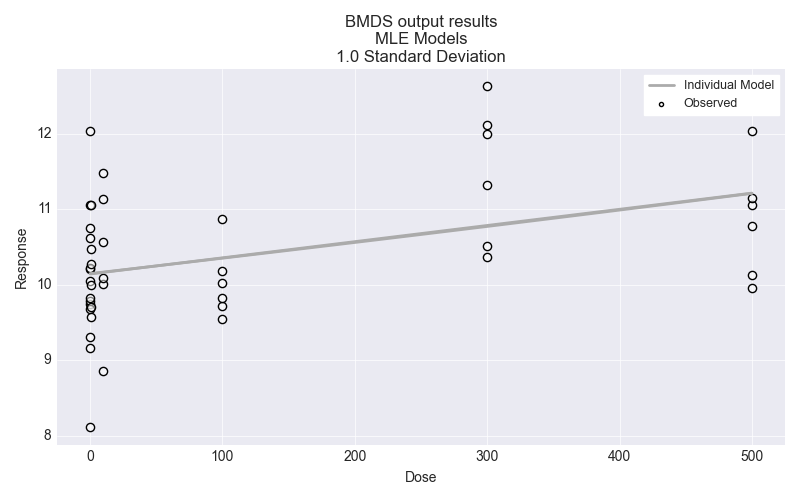 BMDS output results
MLE Models
1.0 Standard Deviation
Individual Model
Observed
12
11
10
9
8
Response
0 100 200 300 400 500
Dose